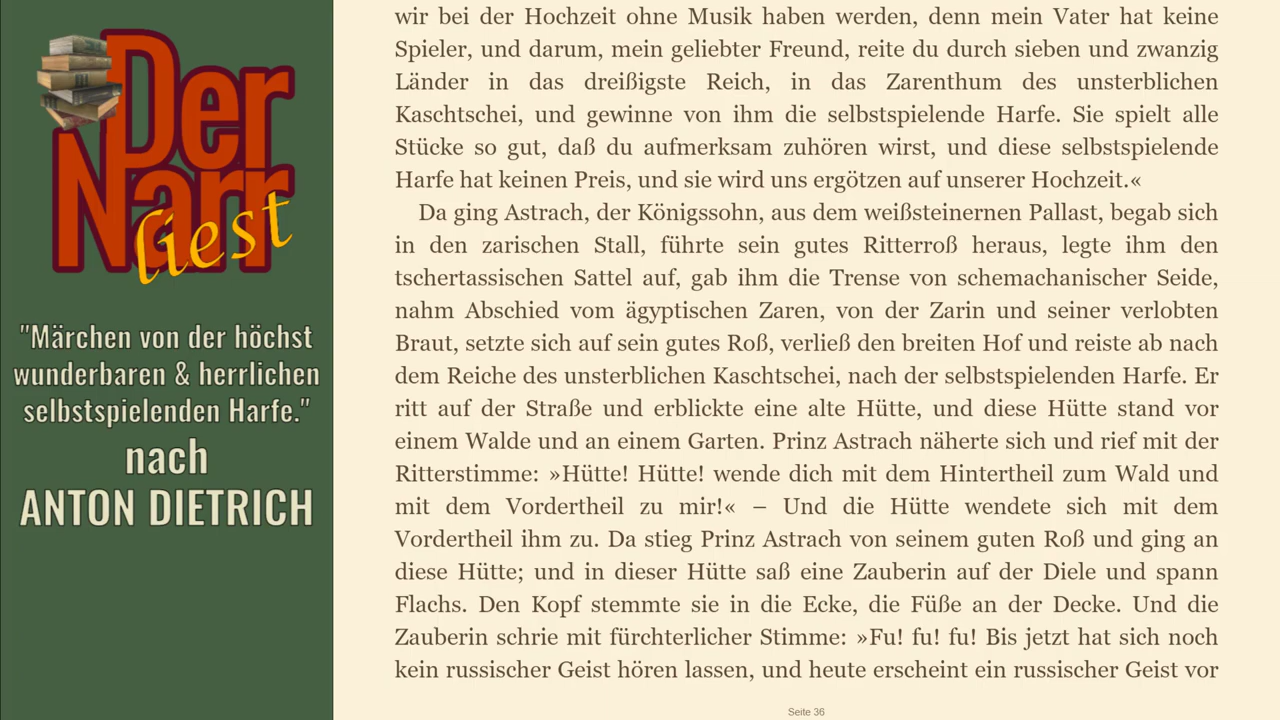 Der
Narr
liest
"Märchen von der höchst
wunderbaren & herrlichen
selbstspielenden Harfe."
nach
ANTON DIETRICH
wir bei der Hochzeit ohne Musik haben werden, denn mein Vater hat keine
Spieler, und darum, mein geliebter Freund, reite du durch sieben und zwanzig
Länder in das dreißigste Reich, in das Zarenthum des unsterblichen
Kaschtschei, und gewinne von ihm die selbstspielende Harfe. Sie spielt alle
Stücke so gut, daß du aufmerksam zuhören wirst, und diese selbstspielende
Harfe hat keinen Preis, und sie wird uns ergötzen auf unserer Hochzeit.«
Da ging Astrach, der Königssohn, aus dem weißsteinernen Pallast, begab sich
in den zarischen Stall, führte sein gutes Ritterroß heraus, legte ihm den
tschertassischen Sattel auf, gab ihm die Trense von schemachanischer Seide,
nahm Abschied vom ägyptischen Zaren, von der Zarin und seiner verlobten
Braut, setzte sich auf sein gutes Roß, verließ den breiten Hof und reiste ab nach
dem Reiche des unsterblichen Kaschtschei, nach der selbstspielenden Harfe. Er
ritt auf der Straße und erblickte eine alte Hütte, und diese Hütte stand vor
einem Walde und an einem Garten. Prinz Astrach näherte sich und rief mit der
Ritterstimme: »Hütte! Hütte! wende dich mit dem Hintertheil zum Wald und
mit dem Vordertheil zu mir!« – Und die Hütte wendete sich mit dem
Vordertheil ihm zu. Da stieg Prinz Astrach von seinem guten Roß und ging an
diese Hütte; und in dieser Hütte saß eine Zauberin auf der Diele und spann
Flachs. Den Kopf stemmte sie in die Ecke, die Füße an der Decke. Und die
Zauberin schrie mit fürchterlicher Stimme: »Fu! fu! fu! Bis jetzt hat sich noch
kein russischer Geist hören lassen, und heute erscheint ein russischer Geist vor
Seite 36